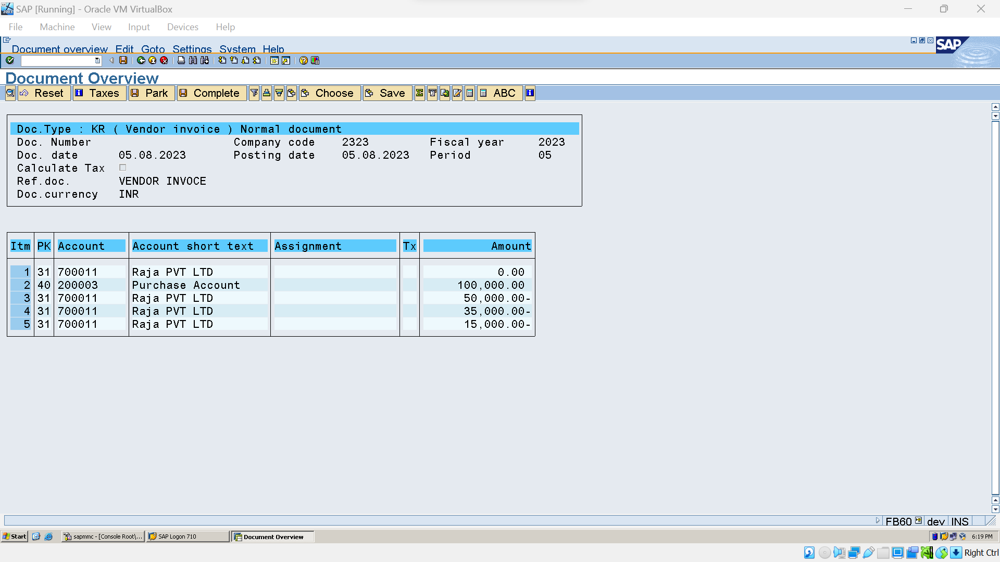 SAP [Running] - Oracle VM VirtualBox
File Machine View Input Devices Help
Document overview Edit Goto Settings System Help
SAP
Document Overview
Reset Taxes Park Complete Choose Save ABC
Doc.Type : KR ( Vendor invoice ) Normal document
Doc. Number Company code 2323 Fiscal year 2023
Doc. date 05.08.2023 Posting date 05.08.2023 Period 05
Calculate Tax
Ref.doc. VENDOR INVOCE
Doc.currency INR
Itm PK Account Account short text Assignment Tx Amount
1 31 700011 Raja PVT LTD 0.00
2 40 200003 Purchase Account 100,000.00
3 31 700011 Raja PVT LTD 50,000.00-
4 31 700011 Raja PVT LTD 35,000.00-
5 31 700011 Raja PVT LTD 15,000.00-
FB60 dev INS
Start sapmmc - [Console Root\... SAP Logon 710 Document Overview 6:19 PM
Right Ctrl